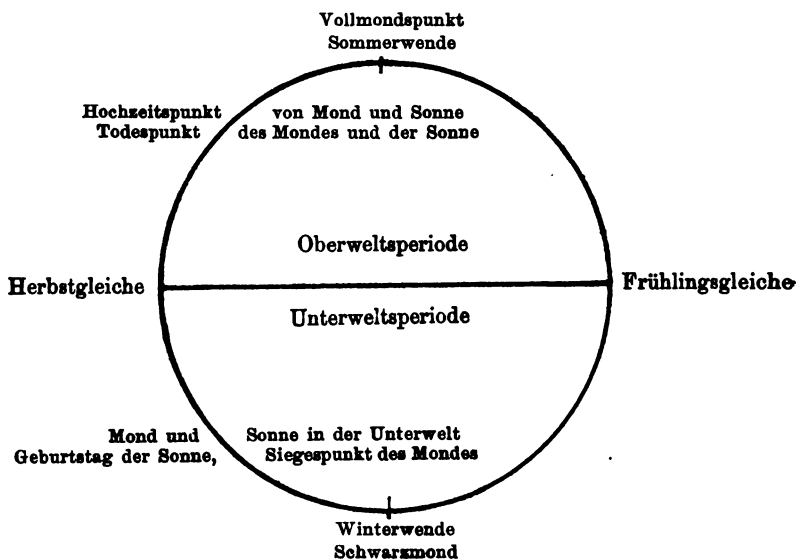 Vollmondspunkt
Sommerwende
Hochzeitspunkt von Mond und Sonne
Todespunkt des Mondes und der Sonne
Oberweltsperiode
Herbstgleiche Frühlingsgleiche
Unterweltsperiode
Mond und Sonne in der Unterwelt
Geburtstag der Sonne, Siegespunkt des Mondes
Winterwende
Schwarzmond